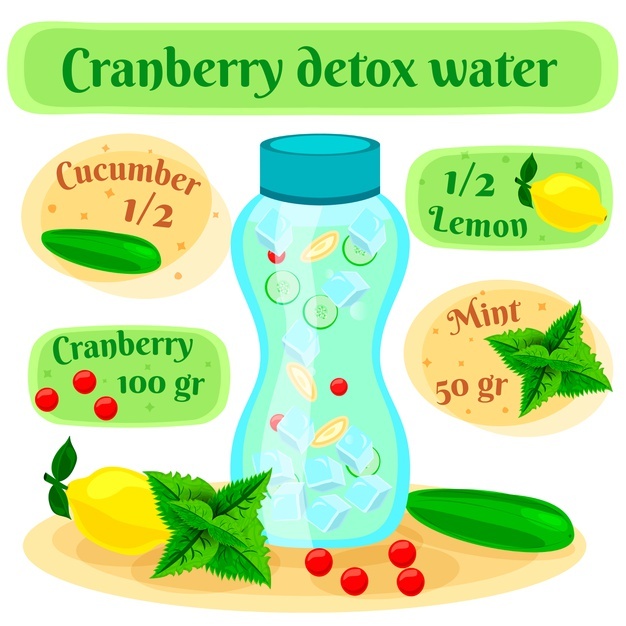 Cranberry detox water
Cucumber
1/2
1/2
Lemon
Cranberry
100 gr
Mint
50 gr